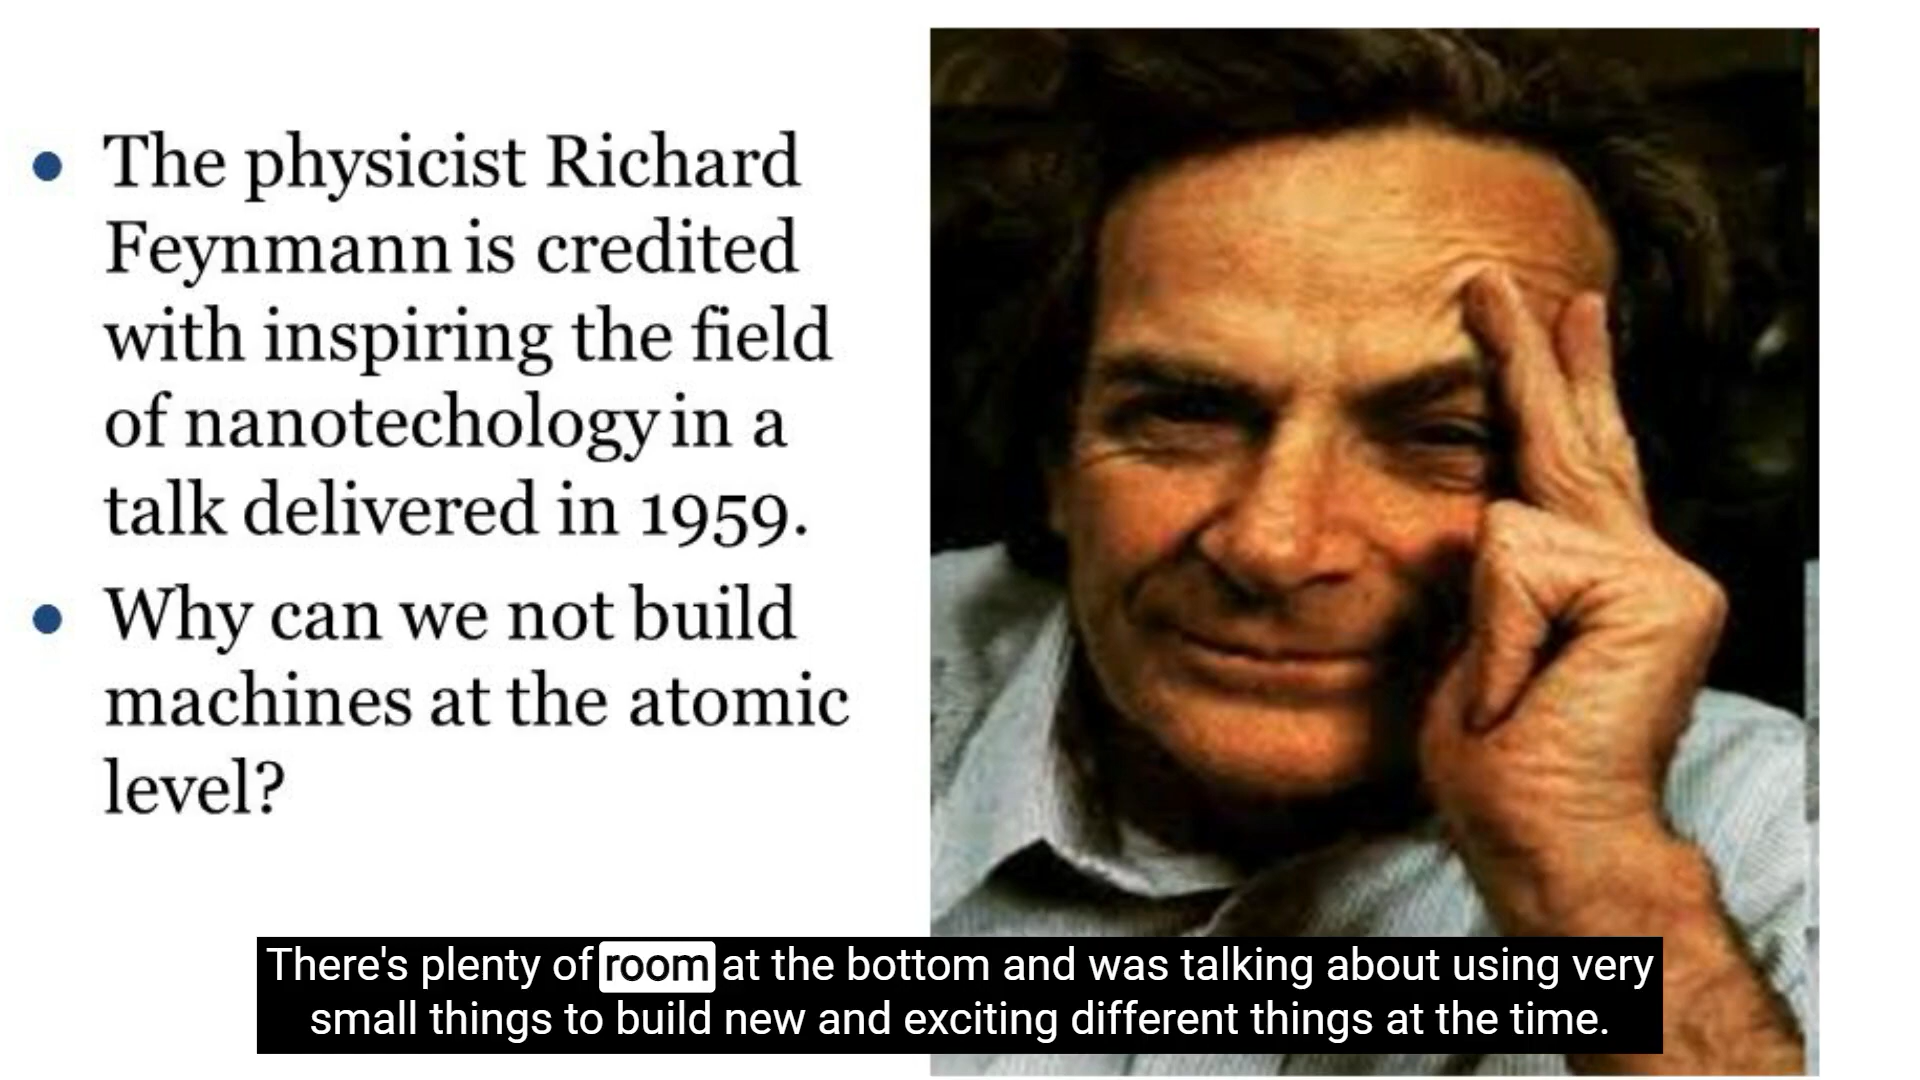 The physicist Richard
Feynmann is credited
with inspiring the field
of nanotechology in a
talk delivered in 1959.
Why can we not build
machines at the atomic
level?
There's plenty of room at the bottom and was talking about using very
small things to build new and exciting different things at the time.